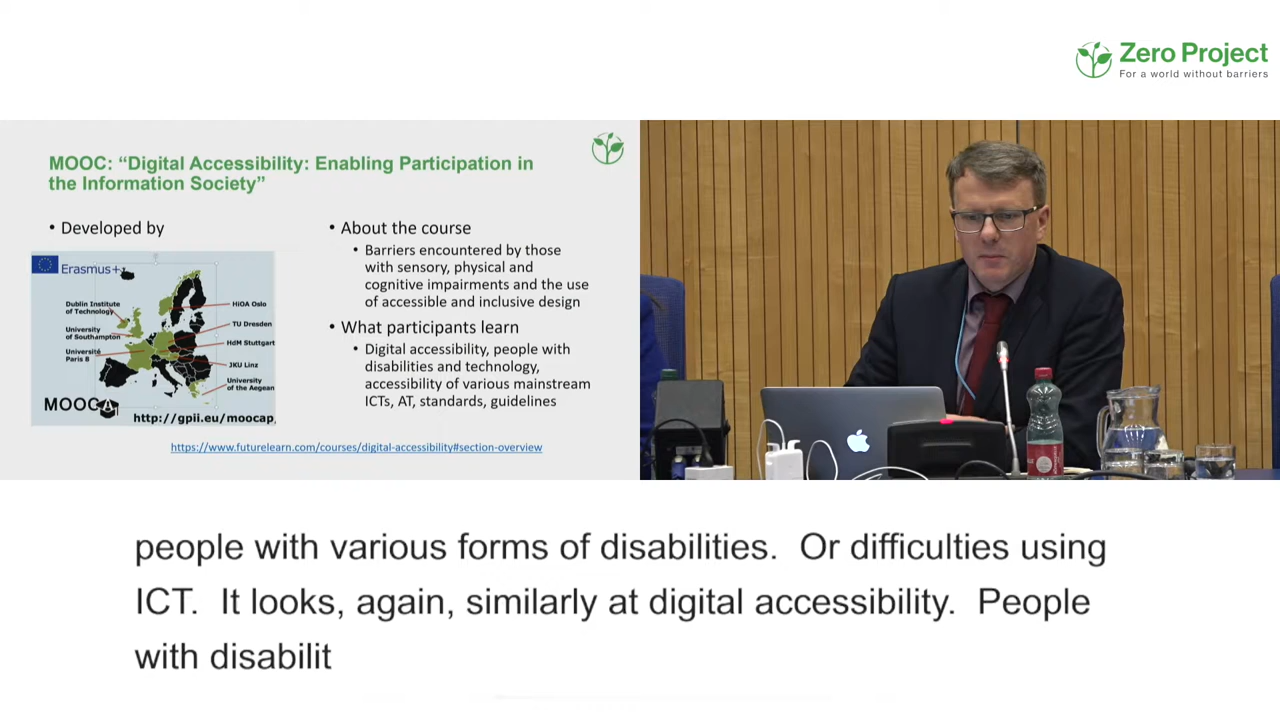 Zero Project
For a world without barriers
MOOC: “Digital Accessibility: Enabling Participation in
the Information Society”
• Developed by
Erasmus+
Dublin Institute
of Technology
University
of Southampton
Université
Paris 8
HiOA Oslo
TU Dresden
HdM Stuttgart
JKU Linz
University
of the Aegean
MOOCA
http://gpii.eu/moocap
• About the course
• Barriers encountered by those
with sensory, physical and
cognitive impairments and the use
of accessible and inclusive design
• What participants learn
• Digital accessibility, people with
disabilities and technology,
accessibility of various mainstream
ICTs, AT, standards, guidelines
https://www.futurelearn.com/courses/digital-accessibility#section-overview
people with various forms of disabilities. Or difficulties using
ICT. It looks, again, similarly at digital accessibility. People
with disabilit